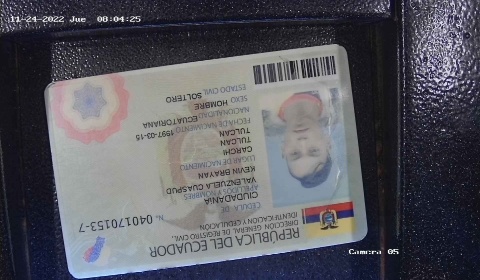 11-24-2022 Jue 08:04:25
REPÚBLICA DEL ECUADOR
DIRECCIÓN GENERAL DE REGISTRO CIVIL,
IDENTIFICACIÓN Y CEDULACIÓN
CÉDULA DE
CIUDADANÍA
N. 040170153-7
APELLIDOS Y NOMBRES
VALENZUELA CUASPUD
KEVIN BRAYAN
LUGAR DE NACIMIENTO
CARCHI
TULCAN
TULCAN
FECHA DE NACIMIENTO 1997-03-15
NACIONALIDAD ECUATORIANA
SEXO HOMBRE
ESTADO CIVIL SOLTERO
Camera 05